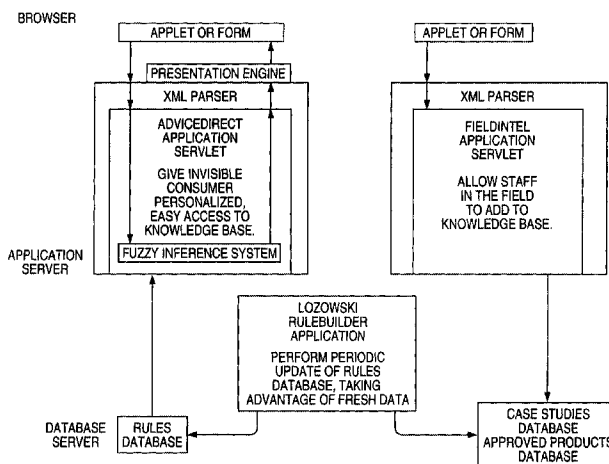 BROWSER
APPLET OR FORM
APPLET OR FORM
PRESENTATION ENGINE
XML PARSER
XML PARSER
ADVICEDIRECT
APPLICATION
SERVLET
GIVE INVISIBLE
CONSUMER
PERSONALIZED,
EASY ACCESS TO
KNOWLEDGE BASE.
FUZZY INFERENCE SYSTEM
FIELDINTEL
APPLICATION
SERVLET
ALLOW STAFF
IN THE FIELD
TO ADD TO
KNOWLEDGE BASE.
APPLICATION
SERVER
LOZOWSKI
RULEBUILDER
APPLICATION
PERFORM PERIODIC
UPDATE OF RULES
DATABASE, TAKING
ADVANTAGE OF FRESH DATA
DATABASE
SERVER
RULES
DATABASE
CASE STUDIES
DATABASE
APPROVED PRODUCTS
DATABASE